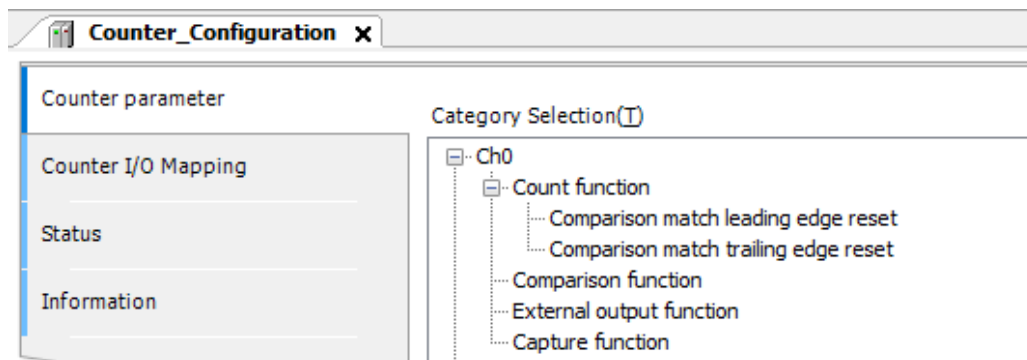 Counter_Configuration
Counter parameter
Counter I/O Mapping
Status
Information
Category Selection(T)
Ch0
Count function
Comparison match leading edge reset
Comparison match trailing edge reset
Comparison function
External output function
Capture function